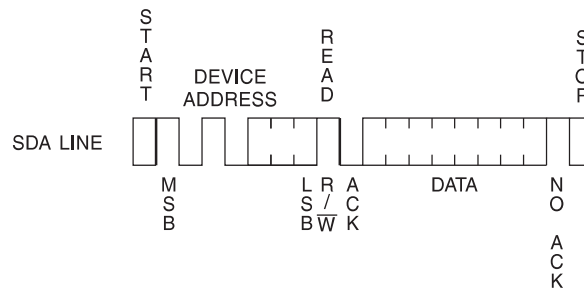 START
READ
STOP
DEVICE
ADDRESS
SDA LINE
MSB
LSB
R/W
ACK
DATA
NO ACK